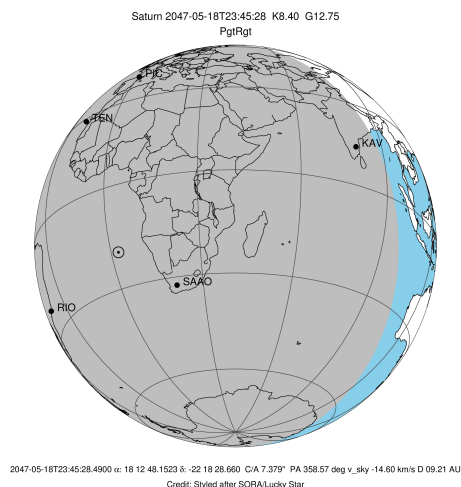 Saturn 2047-05-18T23:45:28 K8.40 G12.75
PgtRgt
PIC
TEN
KAV
SAAO
RIO
2047-05-18T23:45:28.4900 α: 18 12 48.1523 δ: -22 18 28.660 C/A 7.379" PA 358.57 deg v_sky -14.60 km/s D 09.21 AU
Credit: Styled after SORA/Lucky Star